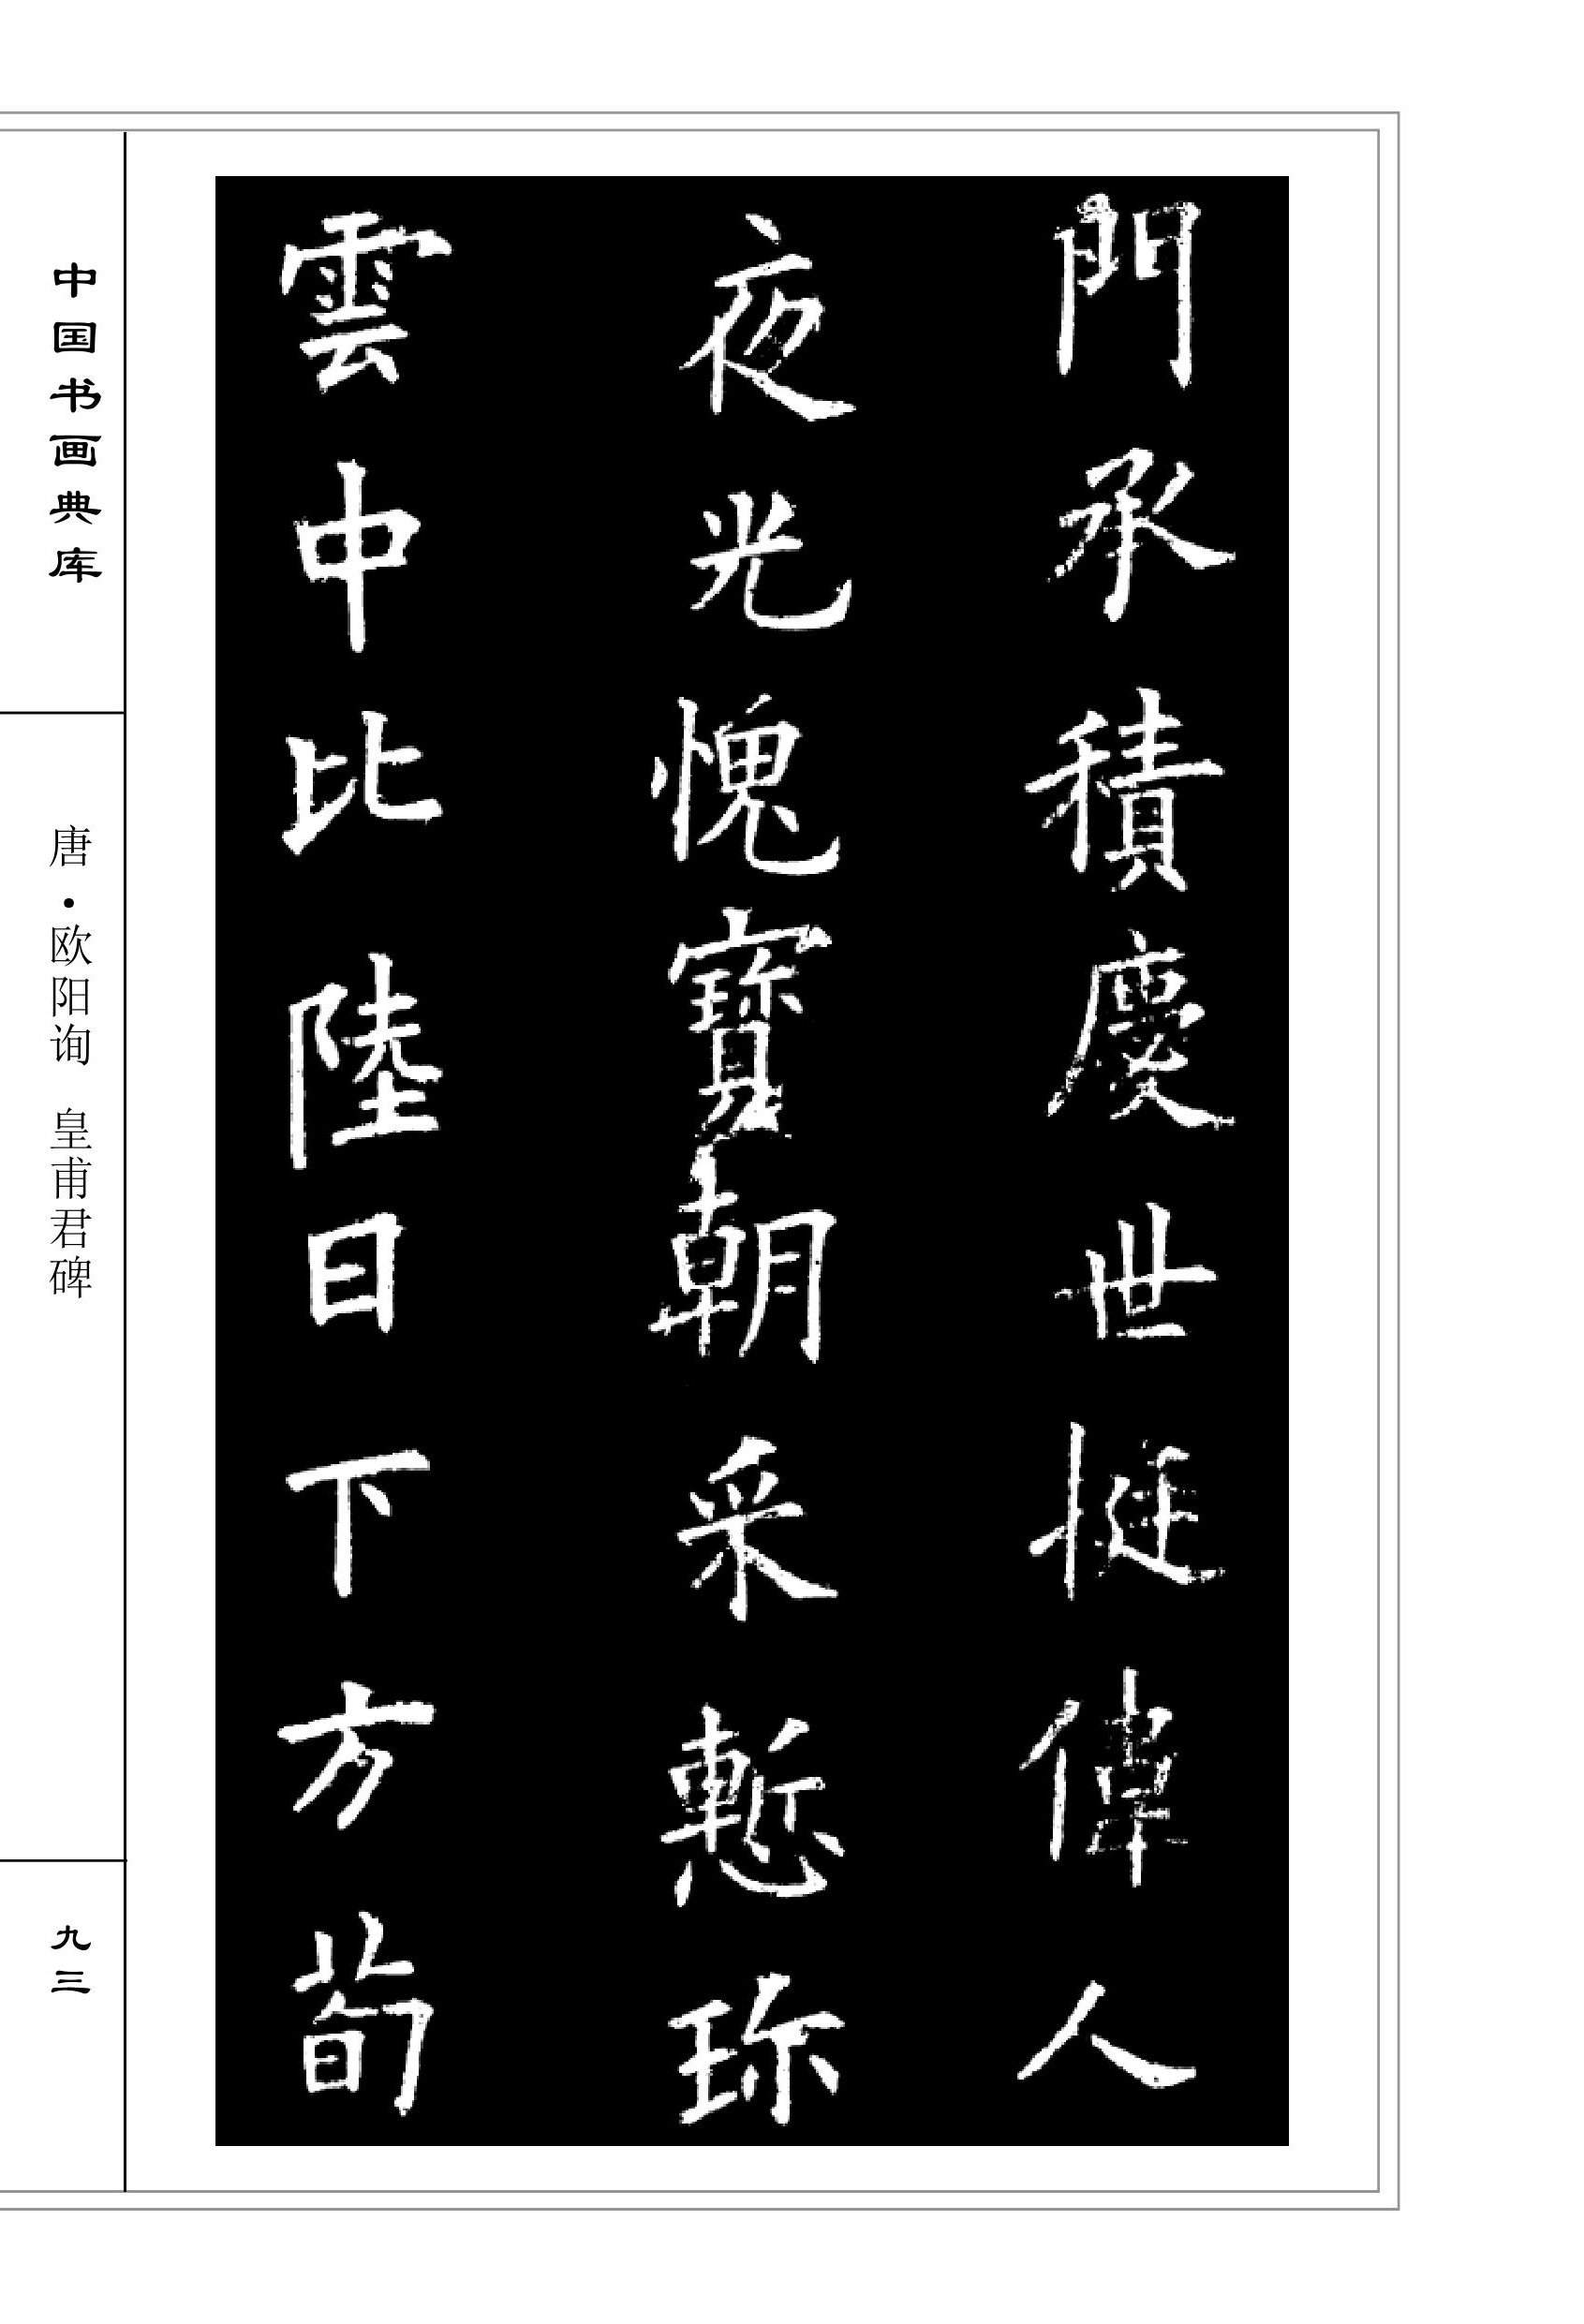 門承積慶世挺偉人
夜光愧寶朝采慙珎
雲中比陸日下方荀
中国书画典库
唐·欧阳询 皇甫君碑
九三